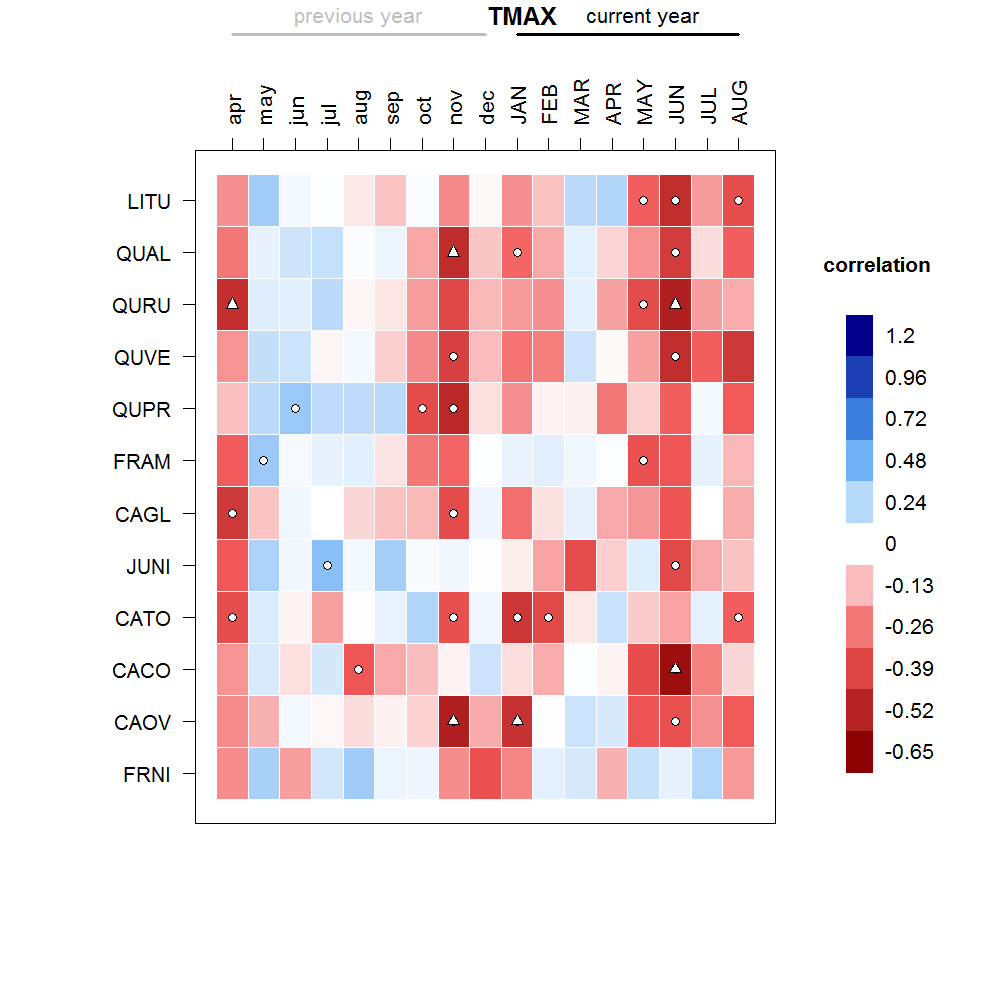 previous year TMAX current year
apr may jun jul aug sep oct nov dec JAN FEB MAR APR MAY JUN JUL AUG
LITU
QUAL
QURU
QUVE
QUPR
FRAM
CAGL
JUNI
CATO
CACO
CAOV
FRNI
correlation
1.2
0.96
0.72
0.48
0.24
0
-0.13
-0.26
-0.39
-0.52
-0.65